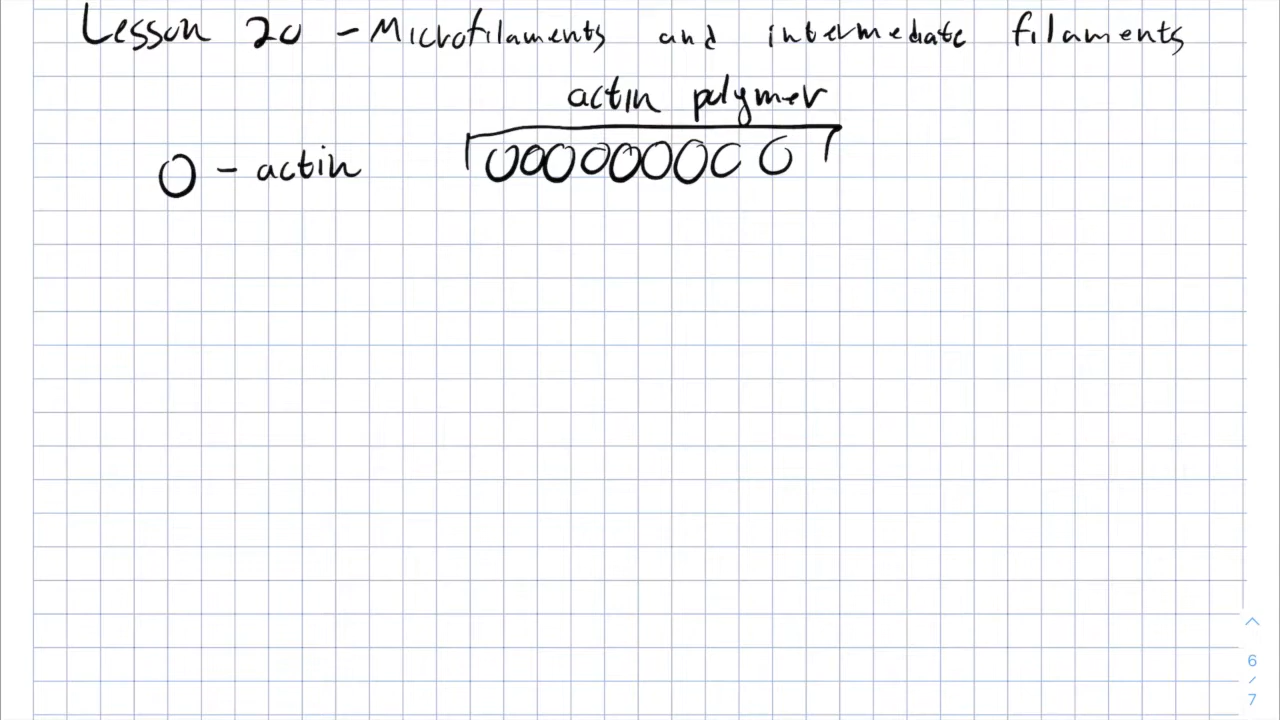 Lesson 20 - Microfilaments and intermediate filaments
actin polymer
- actin
6
/
7